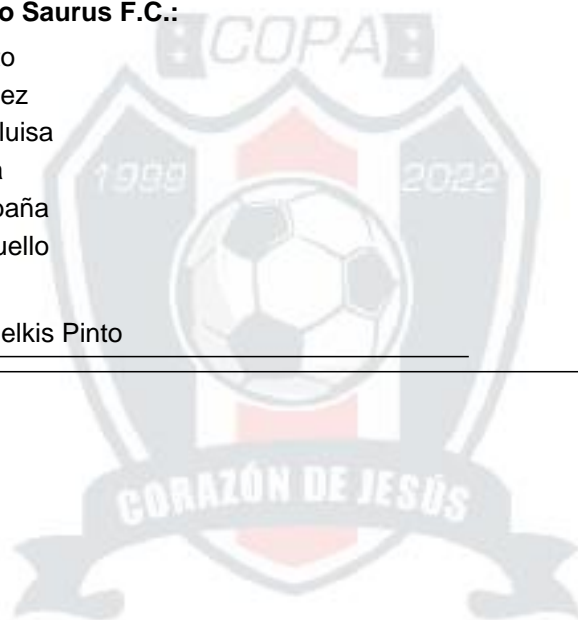 o Saurus F.C.:
COPA
o
ez
luisa
a
1999 2022
paña
uello
elkis Pinto
CORAZÓN DE JESÚS